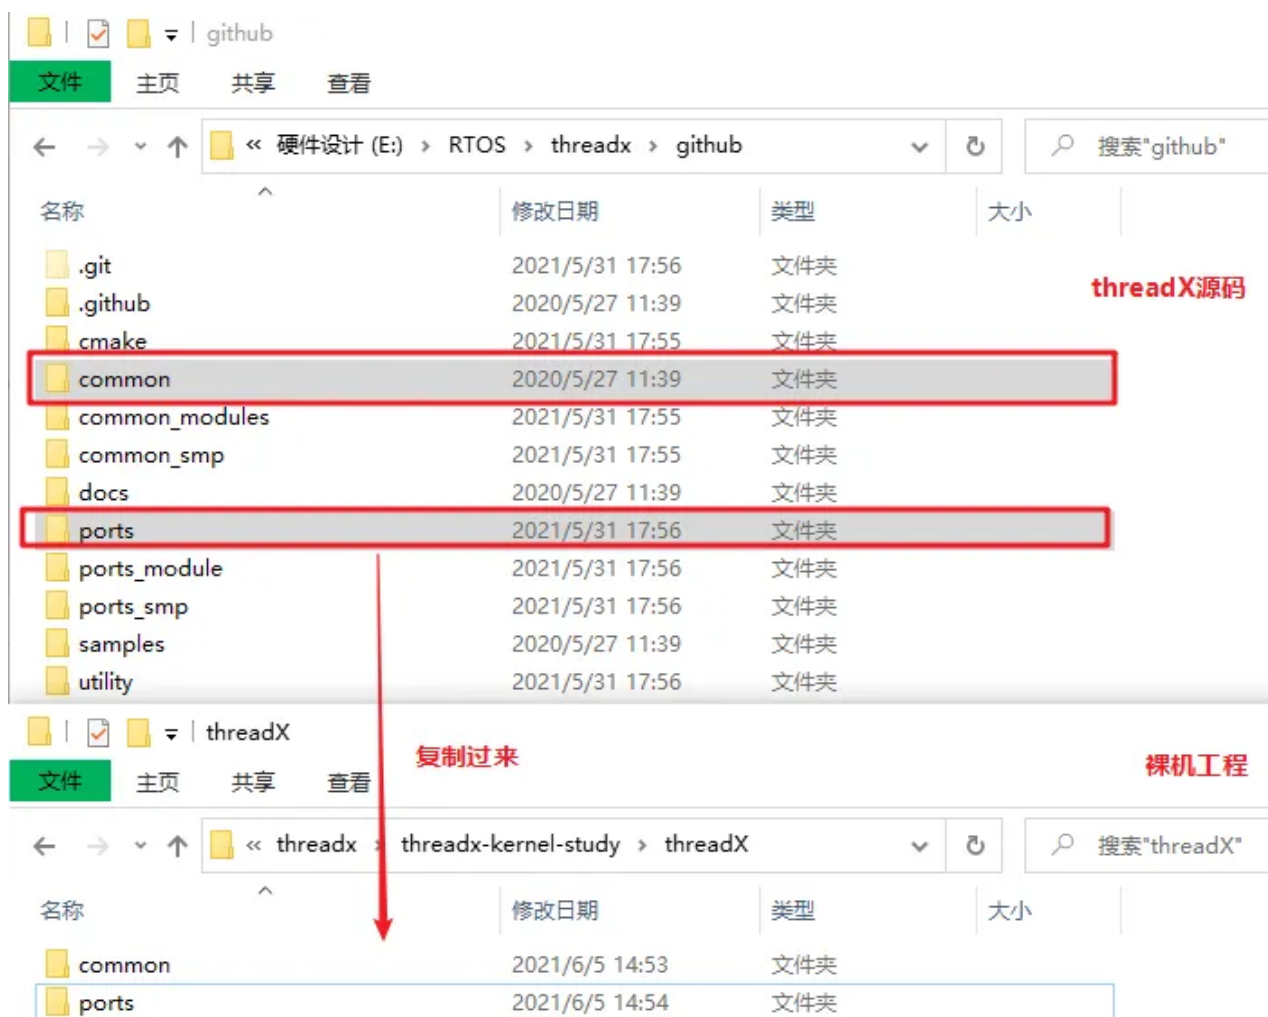 github
文件 主页 共享 查看
« 硬件设计 (E:) › RTOS › threadx › github 搜索"github"
名称 修改日期 类型 大小
.git 2021/5/31 17:56 文件夹
threadX源码
.github 2020/5/27 11:39 文件夹
cmake 2021/5/31 17:55 文件夹
common 2020/5/27 11:39 文件夹
common_modules 2021/5/31 17:55 文件夹
common_smp 2021/5/31 17:55 文件夹
docs 2020/5/27 11:39 文件夹
ports 2021/5/31 17:56 文件夹
ports_module 2021/5/31 17:56 文件夹
ports_smp 2021/5/31 17:56 文件夹
samples 2020/5/27 11:39 文件夹
utility 2021/5/31 17:56 文件夹
threadX
复制过来
裸机工程
文件 主页 共享 查看
« threadx › threadx-kernel-study › threadX 搜索"threadX"
名称 修改日期 类型 大小
common 2021/6/5 14:53 文件夹
ports 2021/6/5 14:54 文件夹